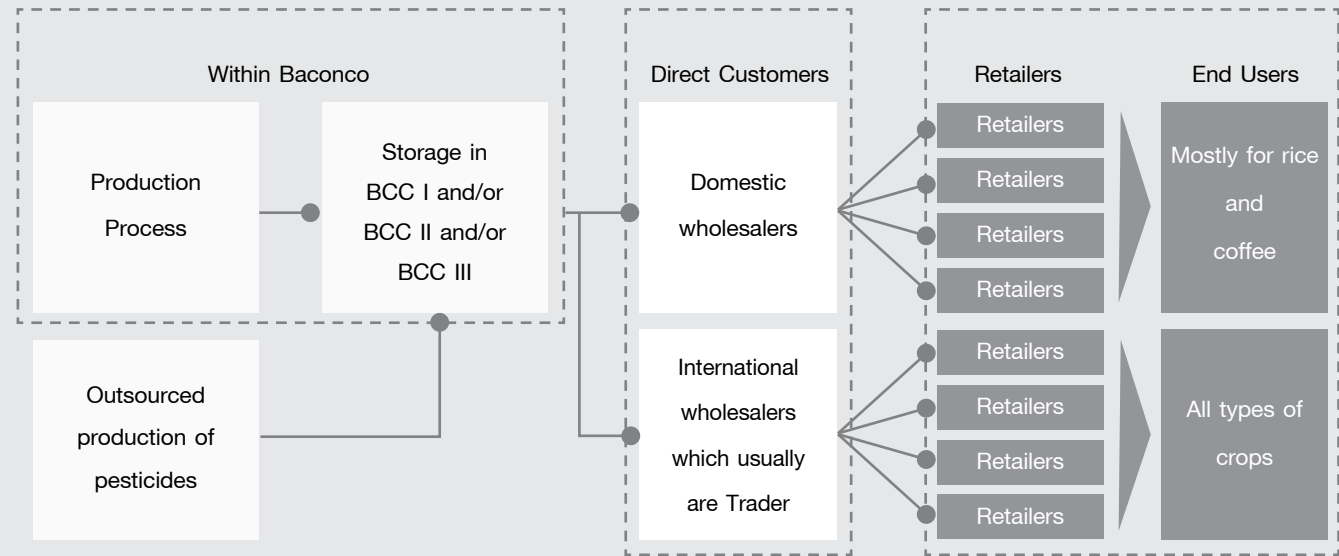 Within Baconco
Production
Process
Storage in
BCC I and/or
BCC II and/or
BCC III
Outsourced
production of
pesticides
Direct Customers
Domestic
wholesalers
International
wholesalers
which usually
are Trader
Retailers
Retailers
Retailers
Retailers
Retailers
Retailers
Retailers
Retailers
Retailers
End Users
Mostly for rice
and
coffee
All types of
crops